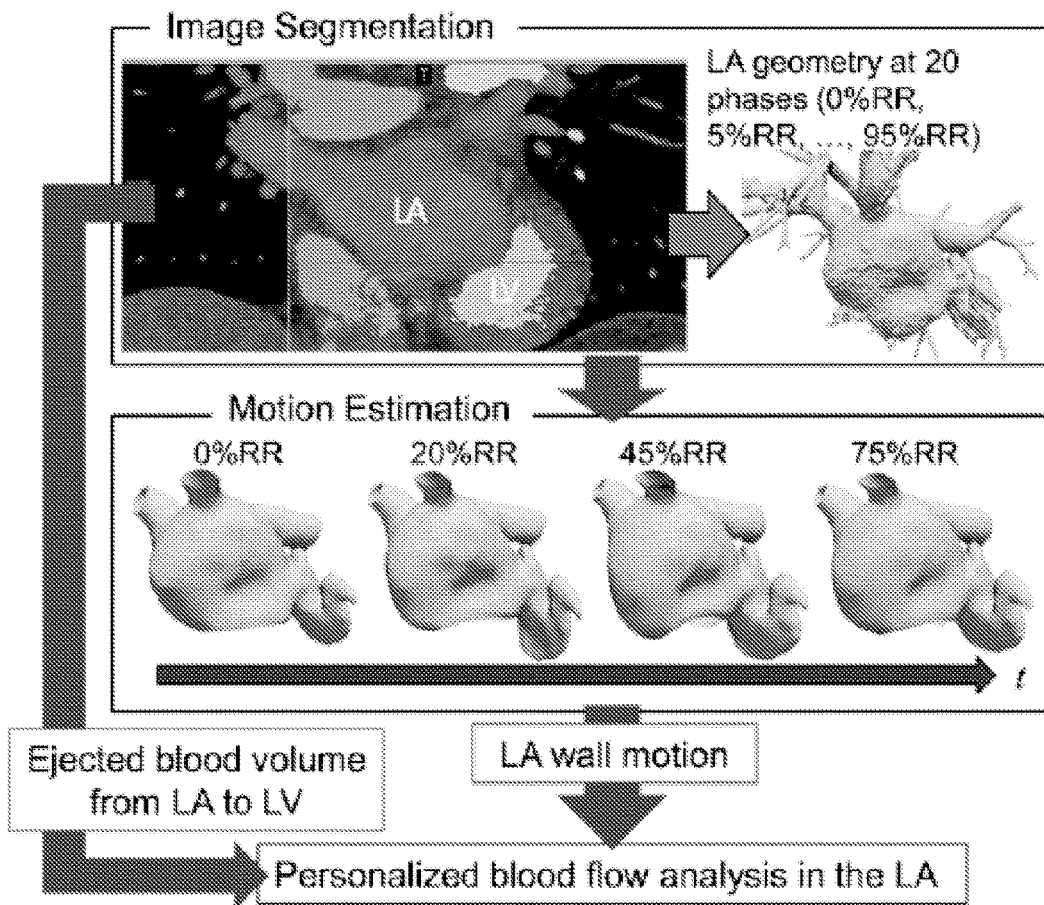 Image Segmentation
T
LA
LV
LA geometry at 20
phases (0%RR,
5%RR, ..., 95%RR)
Motion Estimation
0%RR
20%RR
45%RR
75%RR
t
Ejected blood volume
from LA to LV
LA wall motion
Personalized blood flow analysis in the LA